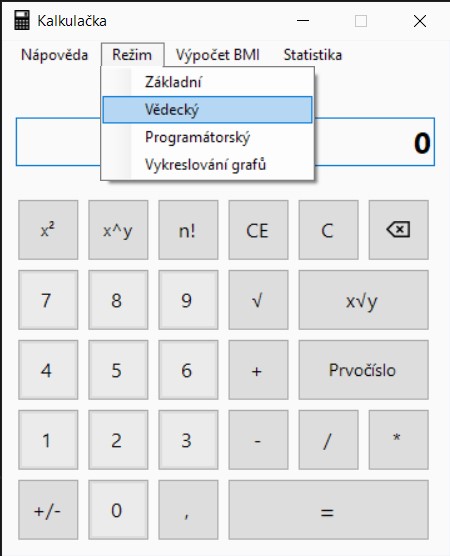 Kalkulačka
Nápověda Režim Výpočet BMI Statistika
Základní
Vědecký
Programátorský
Vykreslování grafů
0
x² x^y n! CE C
7 8 9 √ x√y
4 5 6 + Prvočíslo
1 2 3 - / *
+/- 0 , =